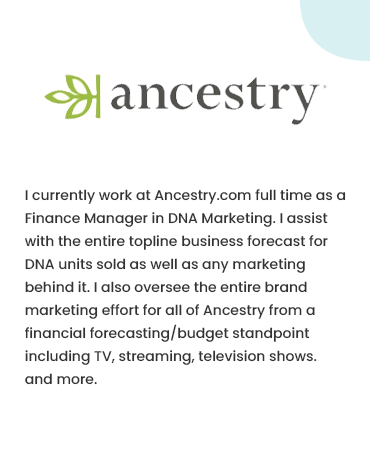 ancestry
I currently work at Ancestry.com full time as a
Finance Manager in DNA Marketing. I assist
with the entire topline business forecast for
DNA units sold as well as any marketing
behind it. I also oversee the entire brand
marketing effort for all of Ancestry from a
financial forecasting/budget standpoint
including TV, streaming, television shows.
and more.